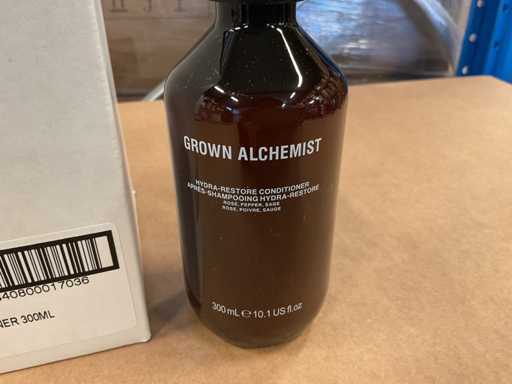 GROWN ALCHEMIST
HYDRA-RESTORE CONDITIONER
APRÈS-SHAMPOOING HYDRA-RESTORE
ROSE, PEPPER, SAGE
ROSE, POIVRE, SAUGE
300 mL ℮ 10.1 US fl.oz
40800017036
NER 300ML